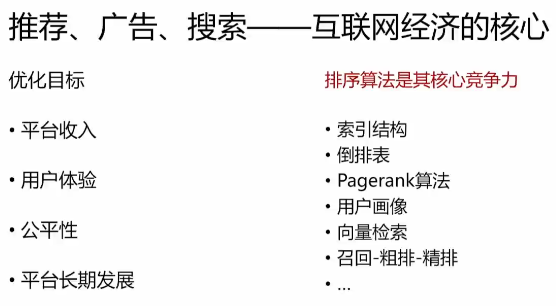 推荐、广告、搜索——互联网经济的核心
优化目标
• 平台收入
• 用户体验
• 公平性
• 平台长期发展
排序算法是其核心竞争力
• 索引结构
• 倒排表
• Pagerank算法
• 用户画像
• 向量检索
• 召回-粗排-精排
• ...